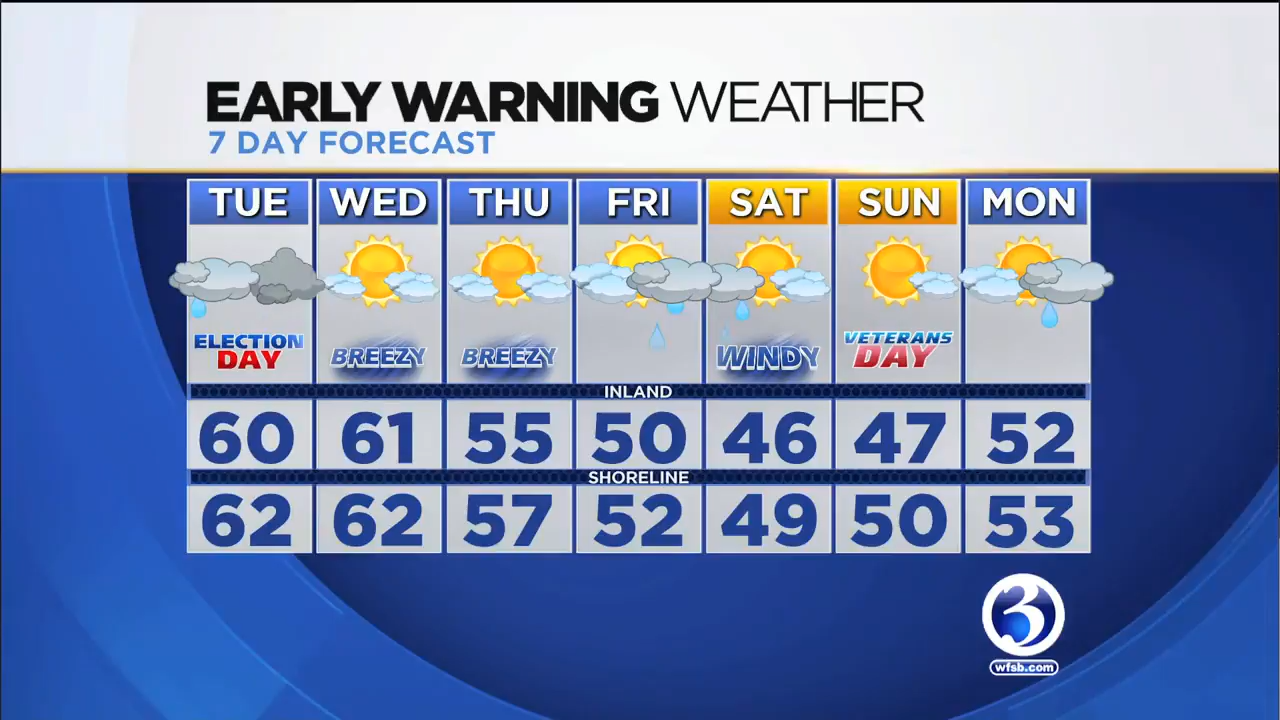 EARLY WARNING WEATHER
7 DAY FORECAST
TUE WED THU FRI SAT SUN MON
ELECTION DAY
BREEZY
BREEZY
WINDY
VETERANS DAY
INLAND
60 61 55 50 46 47 52
SHORELINE
62 62 57 52 49 50 53
3
wfsb.com